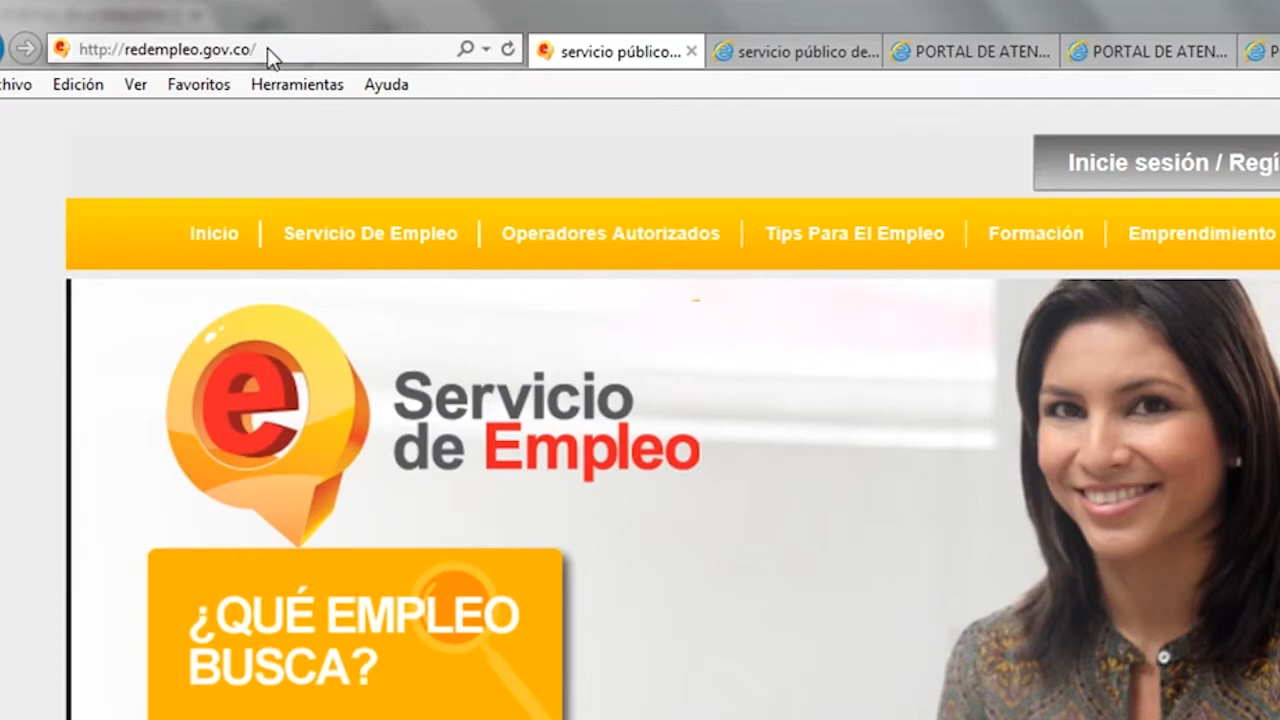 http://redempleo.gov.co/
servicio público...
servicio público de...
PORTAL DE ATEN...
PORTAL DE ATEN...
P
chivo Edición Ver Favoritos Herramientas Ayuda
Inicie sesión / Regí
Inicio Servicio De Empleo Operadores Autorizados Tips Para El Empleo Formación Emprendimiento
e
Servicio
de Empleo
¿QUÉ EMPLEO
BUSCA?